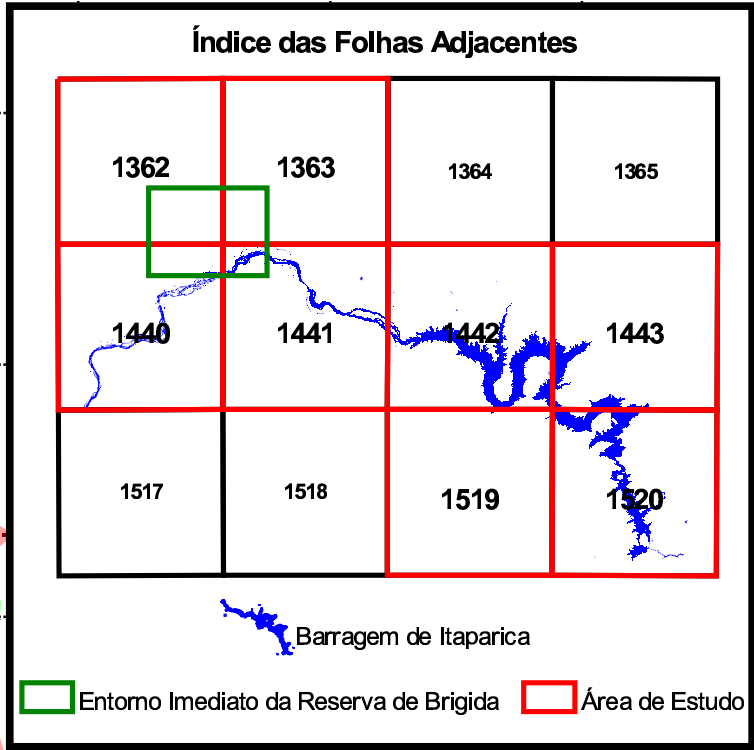 Índice das Folhas Adjacentes
1362 1363 1364 1365
1440 1441 1442 1443
1517 1518 1519 1520
Barragem de Itaparica
Entorno Imediato da Reserva de Brigida Área de Estudo